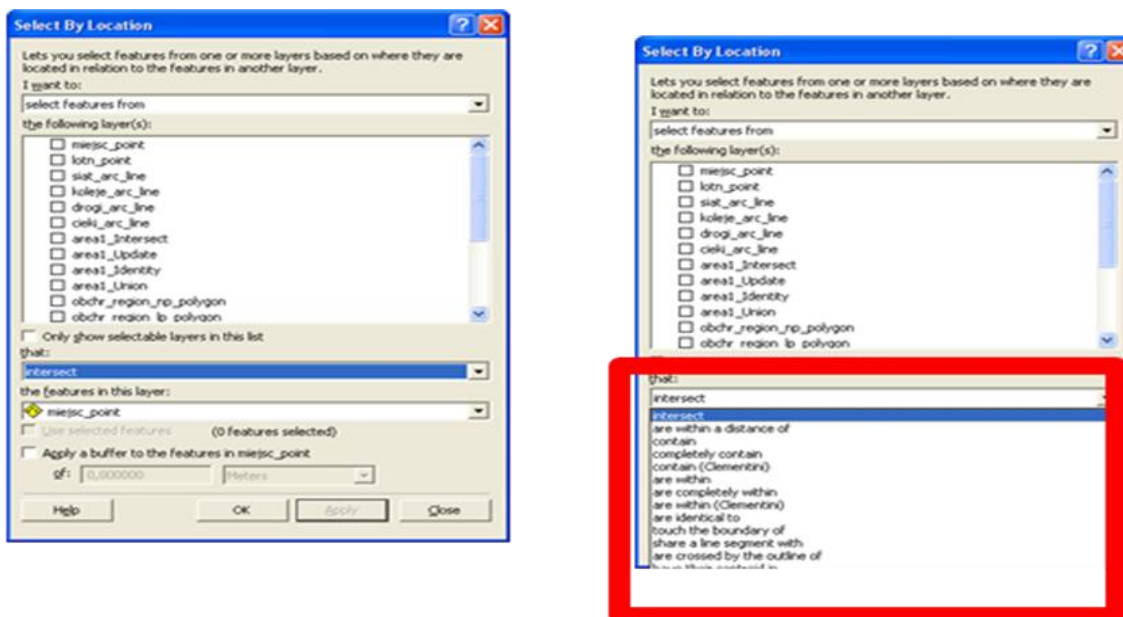 Select By Location
Lets you select features from one or more layers based on where they are
located in relation to the features in another layer.
I want to:
select features from
the following layer(s):
miejsc_point
lotn_point
siat_arc_line
koleje_arc_line
drogi_arc_line
cieki_arc_line
area1_Intersect
area1_Update
area1_Identity
area1_Union
obchr_region_np_polygon
obchr_region_lp_polygon
Only show selectable layers in this list
that:
intersect
the features in this layer:
miejsc_point
Use selected features (0 features selected)
Apply a buffer to the features in miejsc_point
of: 0,000000 Meters
Help OK Apply Close
Select By Location
Lets you select features from one or more layers based on where they are
located in relation to the features in another layer.
I want to:
select features from
the following layer(s):
miejsc_point
lotn_point
siat_arc_line
koleje_arc_line
drogi_arc_line
cieki_arc_line
area1_Intersect
area1_Update
area1_Identity
area1_Union
obchr_region_np_polygon
obchr_region_lp_polygon
that:
intersect
intersect
are within a distance of
contain
completely contain
contain (Clementini)
are within
are completely within
are within (Clementini)
are identical to
touch the boundary of
share a line segment with
are crossed by the outline of
have their centroid in